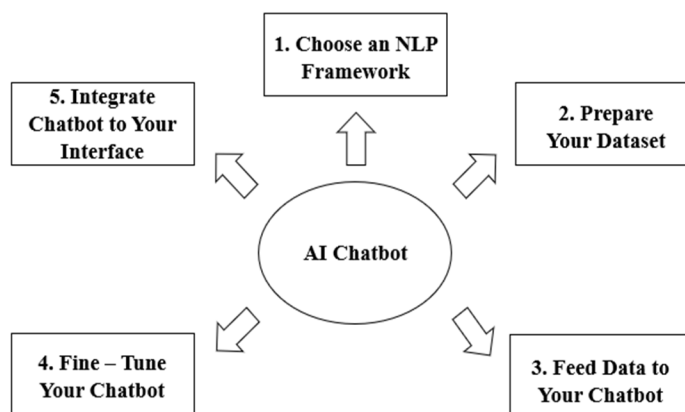 1. Choose an NLP
Framework
2. Prepare
Your Dataset
3. Feed Data to
Your Chatbot
4. Fine – Tune
Your Chatbot
5. Integrate
Chatbot to Your
Interface
AI Chatbot